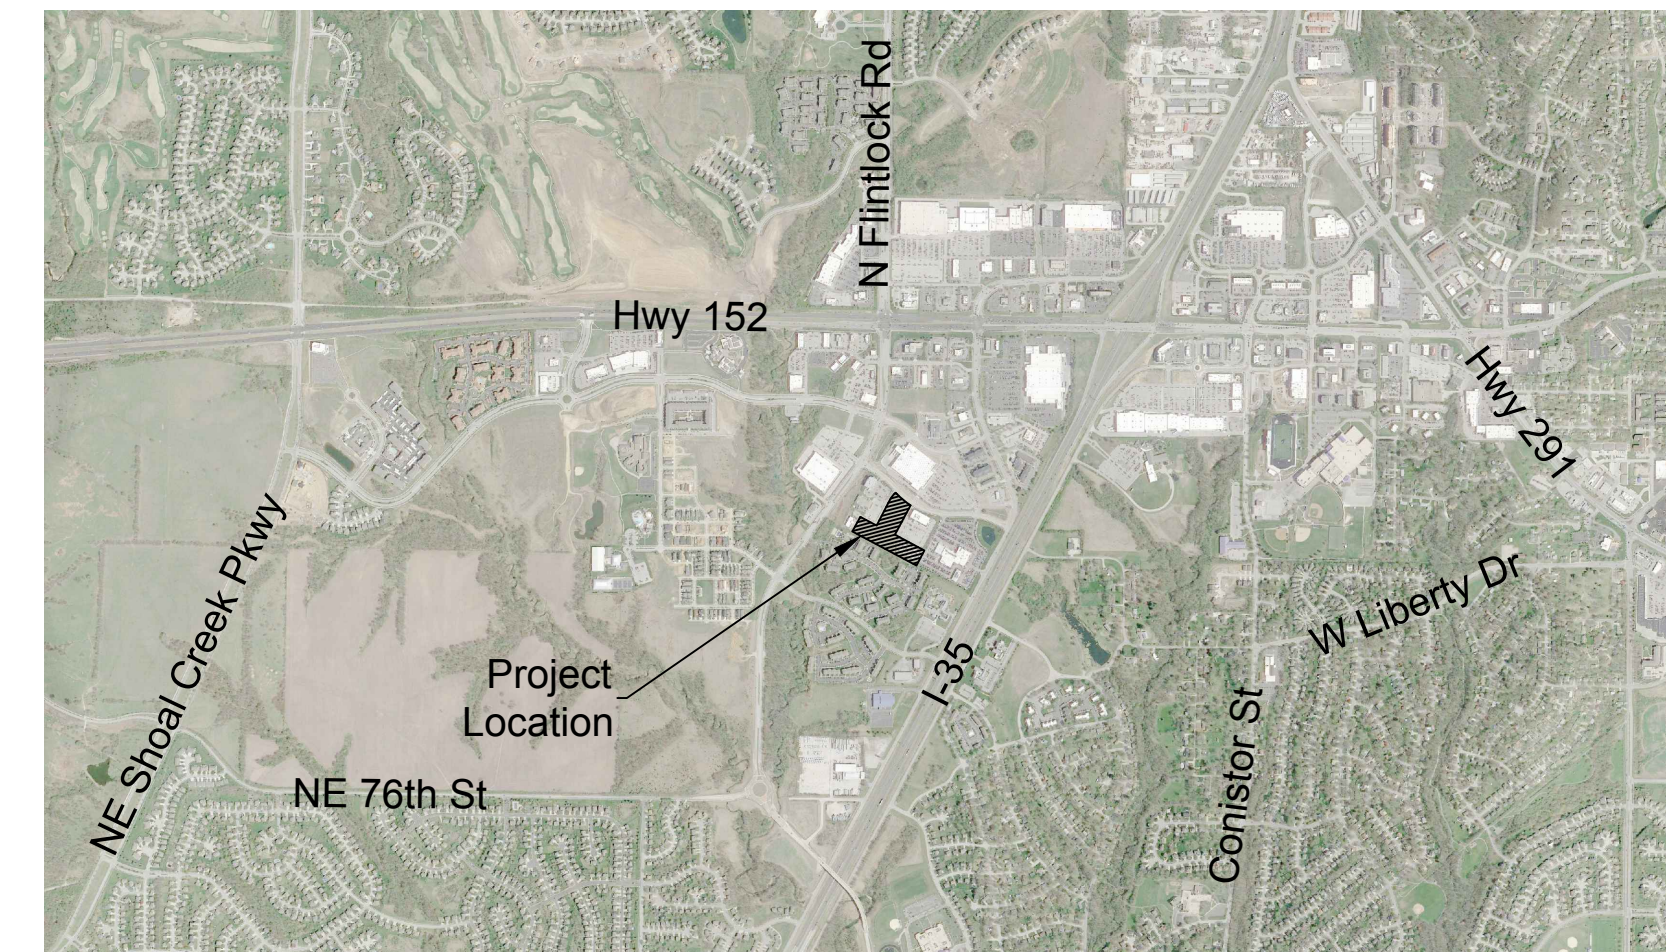 N Flintlock Rd
Hwy 152
Hwy 291
NE Shoal Creek Pkwy
W Liberty Dr
Project
Location
I-35
Conistor St
NE 76th St